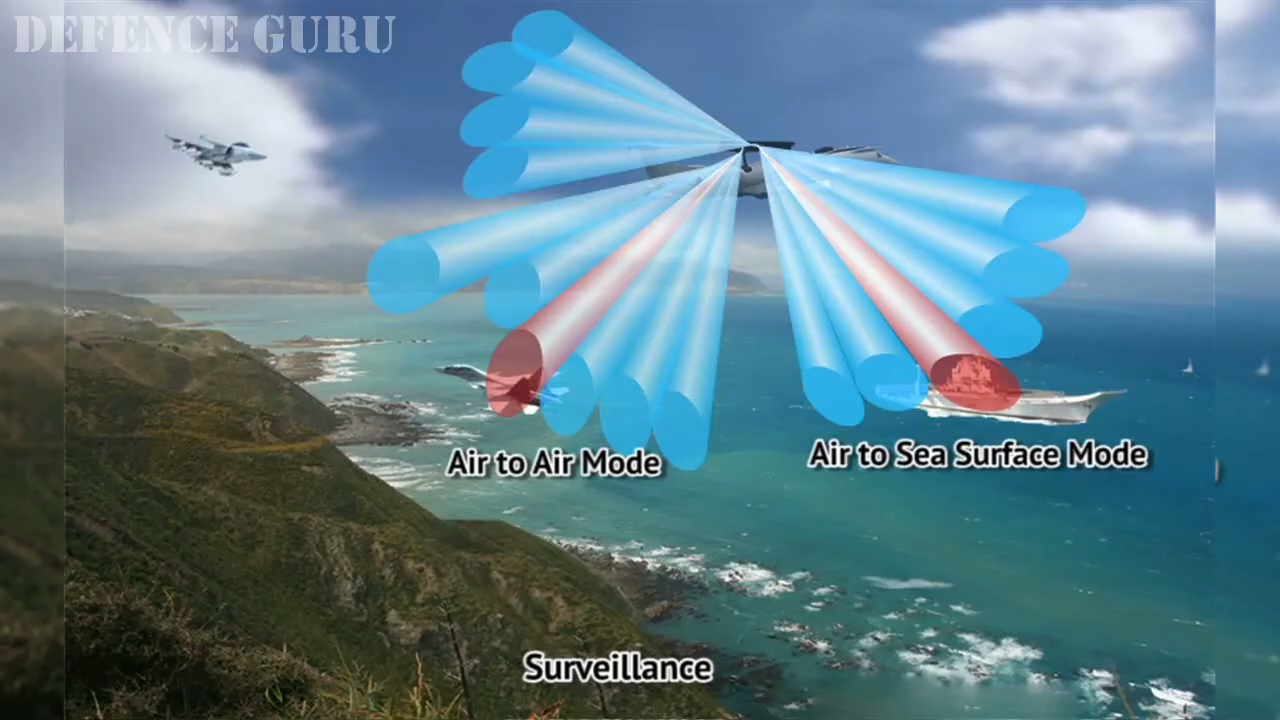 DEFENCE GURU
Air to Air Mode
Air to Sea Surface Mode
Surveillance